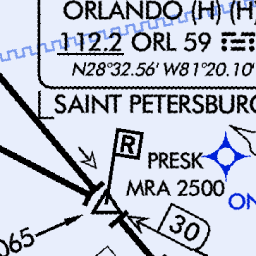 ORLANDO (H) (H)
112.2 ORL 59
N28°32.56' W81°20.10'
SAINT PETERSBURG
R
PRESK
MRA 2500
ON
30
065